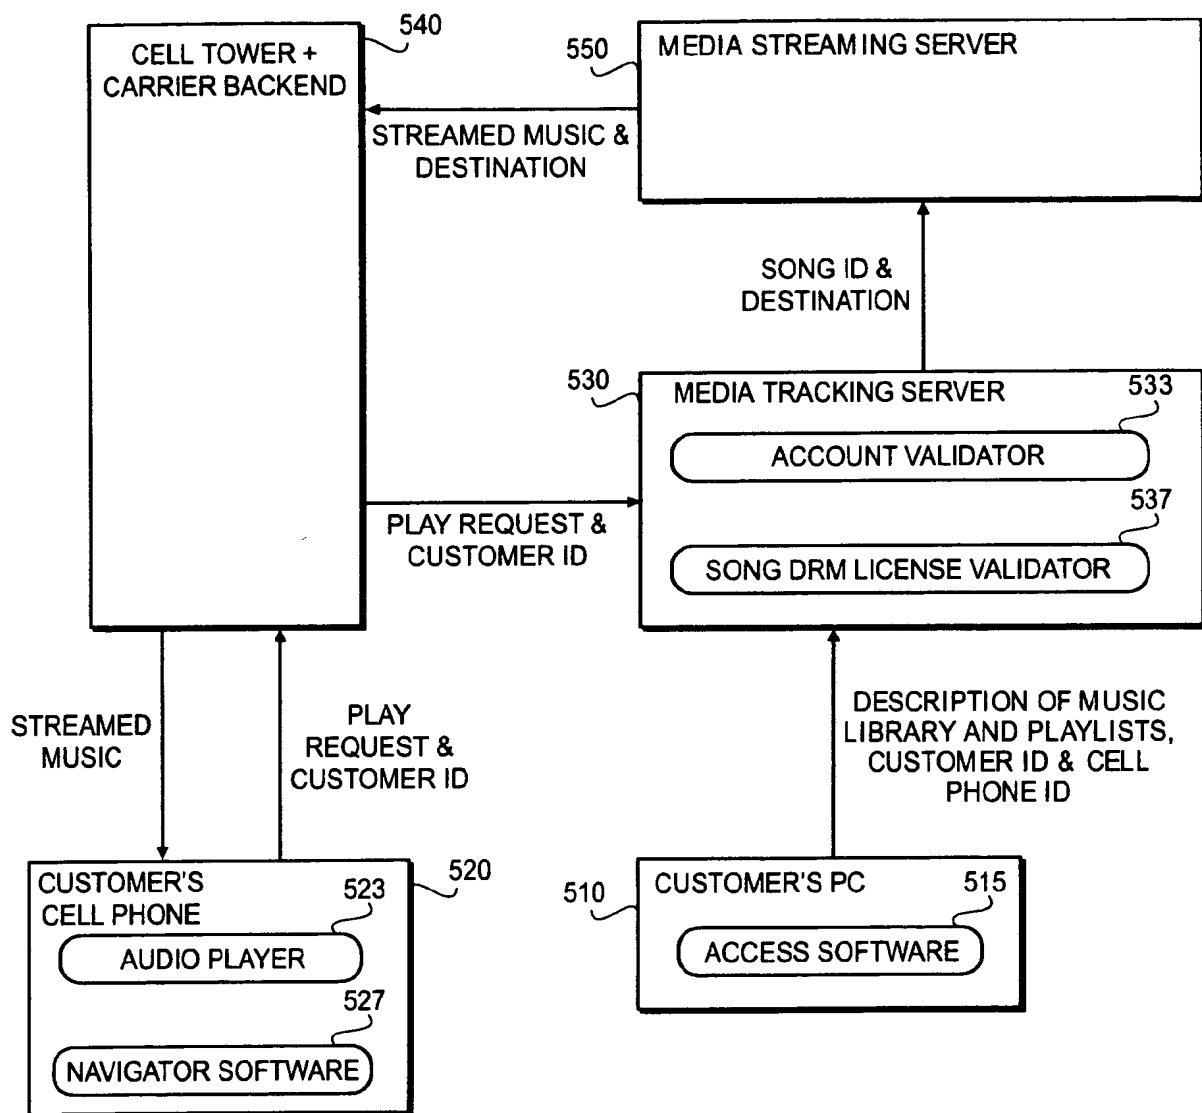 540
CELL TOWER +
CARRIER BACKEND
550
MEDIA STREAMING SERVER
STREAMED MUSIC &
DESTINATION
SONG ID &
DESTINATION
530
MEDIA TRACKING SERVER
533
ACCOUNT VALIDATOR
537
SONG DRM LICENSE VALIDATOR
PLAY REQUEST &
CUSTOMER ID
STREAMED
MUSIC
PLAY
REQUEST &
CUSTOMER ID
DESCRIPTION OF MUSIC
LIBRARY AND PLAYLISTS,
CUSTOMER ID & CELL
PHONE ID
CUSTOMER'S
CELL PHONE
520
523
AUDIO PLAYER
527
NAVIGATOR SOFTWARE
510
CUSTOMER'S PC
515
ACCESS SOFTWARE